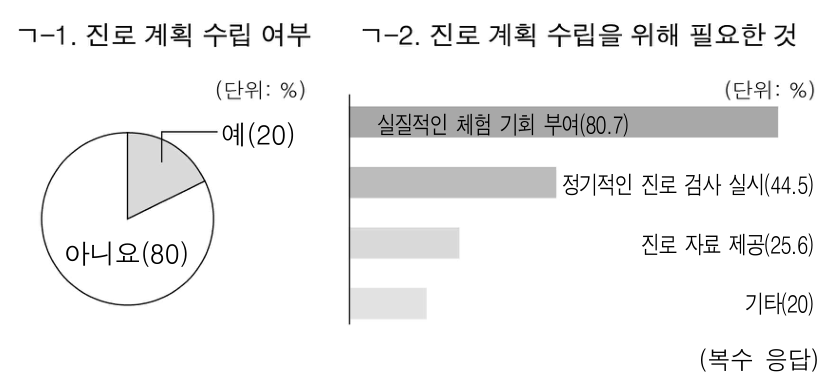 ㄱ-1. 진로 계획 수립 여부
(단위: %)
예(20)
아니요(80)
ㄱ-2. 진로 계획 수립을 위해 필요한 것
(단위: %)
실질적인 체험 기회 부여(80.7)
정기적인 진로 검사 실시(44.5)
진로 자료 제공(25.6)
기타(20)
(복수 응답)